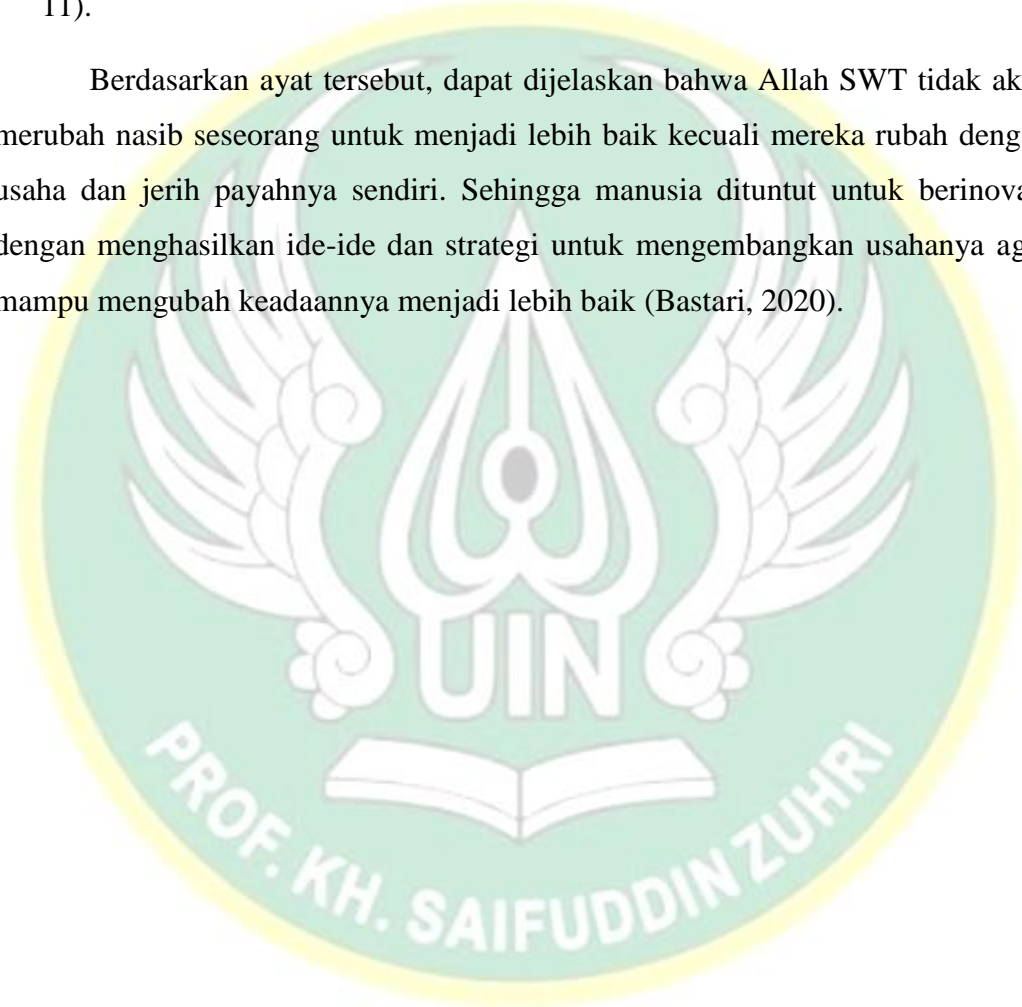 11).
Berdasarkan ayat tersebut, dapat dijelaskan bahwa Allah SWT tidak ak
merubah nasib seseorang untuk menjadi lebih baik kecuali mereka rubah deng
usaha dan jerih payahnya sendiri. Sehingga manusia dituntut untuk berinova
dengan menghasilkan ide-ide dan strategi untuk mengembangkan usahanya ag
mampu mengubah keadaannya menjadi lebih baik (Bastari, 2020).
UIN
PROF. KH. SAIFUDDIN ZUHRI